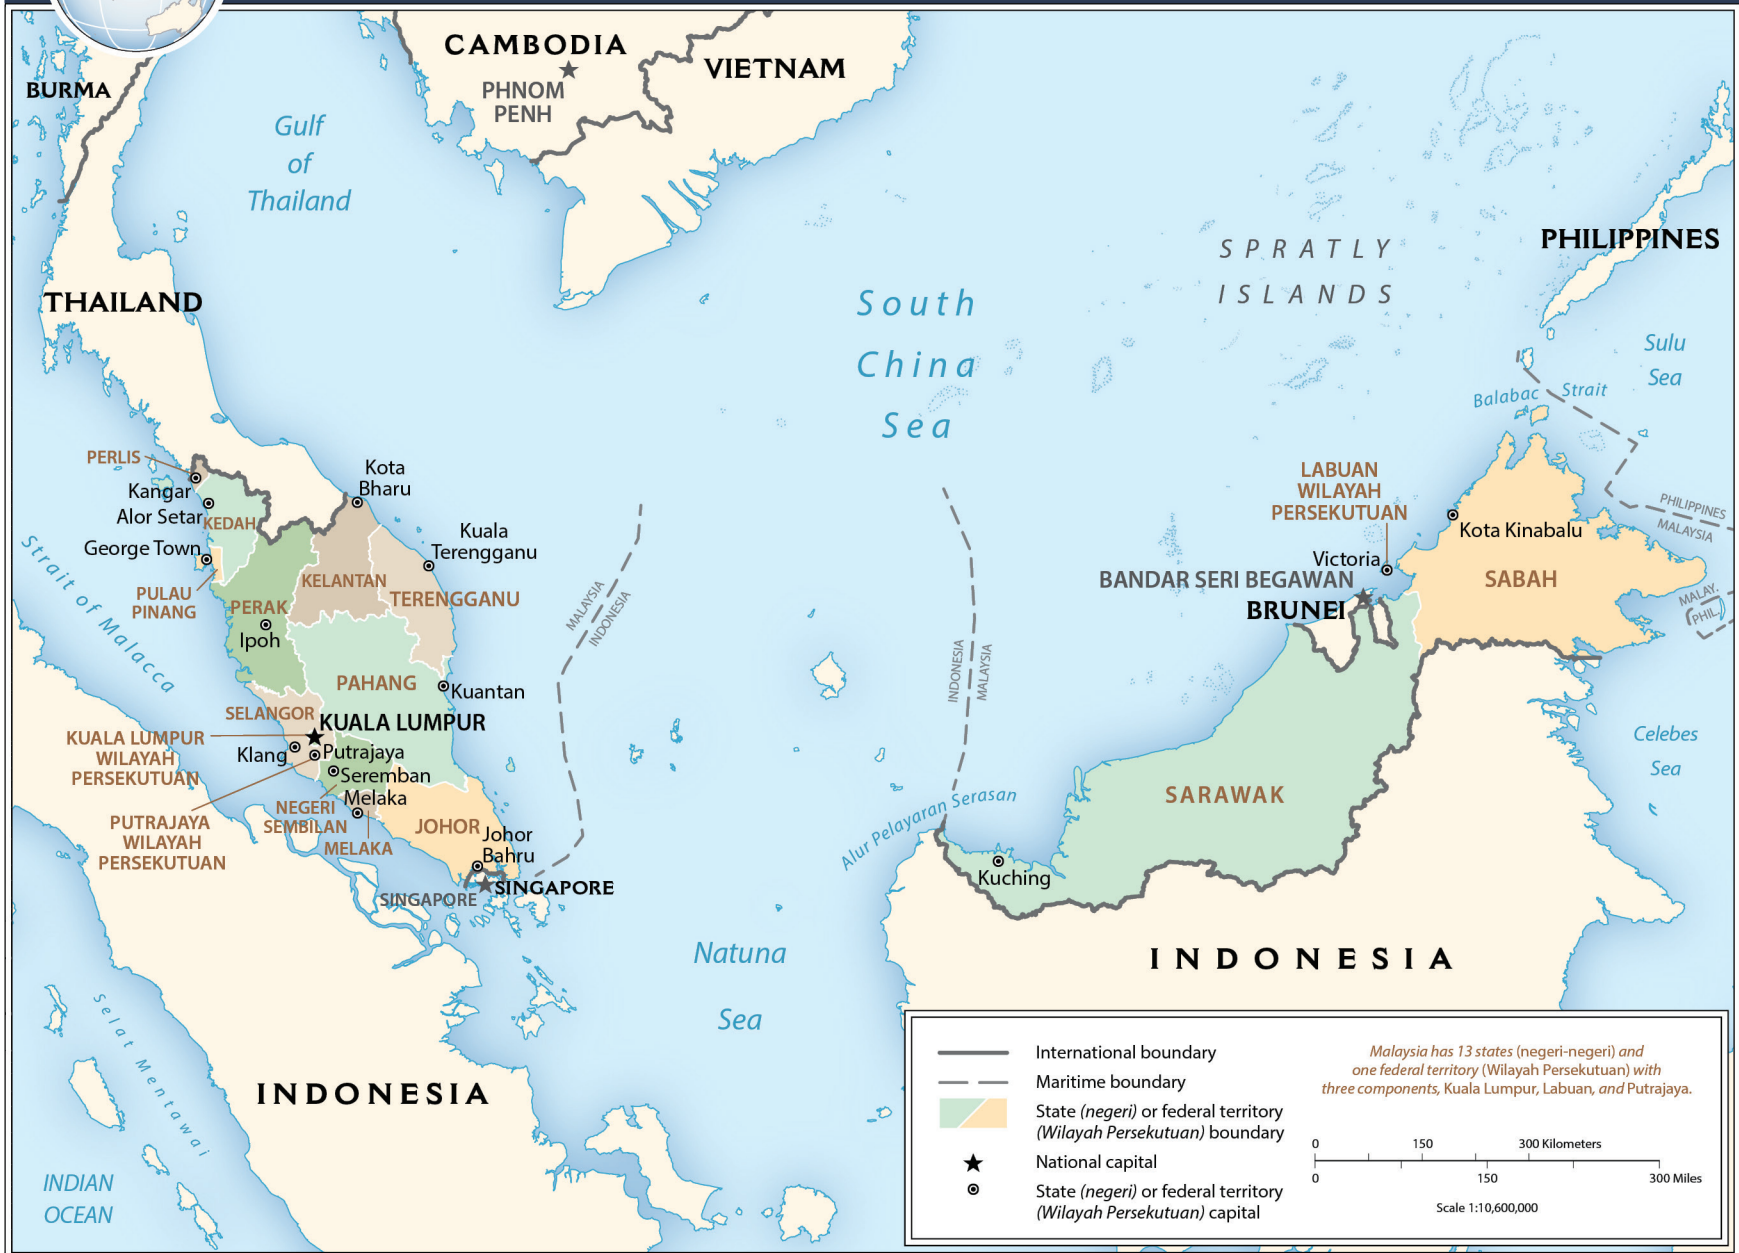 BURMA
CAMBODIA
PHNOM
PENH
VIETNAM
Gulf
of
Thailand
THAILAND
South
China
Sea
SPRATLY
ISLANDS
PHILIPPINES
Sulu
Sea
Balabac Strait
PERLIS
Kangar
Alor Setar
KEDAH
George Town
PULAU
PINANG
Kota
Bharu
Kuala
Terengganu
KELANTAN
TERENGGANU
PERAK
Ipoh
Strait of Malacca
PAHANG
Kuantan
SELANGOR
KUALA LUMPUR
KUALA LUMPUR
WILAYAH
PERSEKUTUAN
Klang
Putrajaya
Seremban
Melaka
NEGERI
SEMBILAN
MELAKA
PUTRAJAYA
WILAYAH
PERSEKUTUAN
JOHOR
Johor
Bahru
SINGAPORE
SINGAPORE
MALAYSIA
INDONESIA
INDONESIA
MALAYSIA
LABUAN
WILAYAH
PERSEKUTUAN
Victoria
Kota Kinabalu
SABAH
BANDAR SERI BEGAWAN
BRUNEI
PHILIPPINES
MALAYSIA
MALAY.
PHIL.
Celebes
Sea
SARAWAK
Alur Pelayaran Serasan
Kuching
INDONESIA
Natuna
Sea
Selat Mentawai
INDONESIA
INDIAN
OCEAN
International boundary
Maritime boundary
State (negeri) or federal territory
(Wilayah Persekutuan) boundary
National capital
State (negeri) or federal territory
(Wilayah Persekutuan) capital
Malaysia has 13 states (negeri-negeri) and
one federal territory (Wilayah Persekutuan) with
three components, Kuala Lumpur, Labuan, and Putrajaya.
0 150 300 Kilometers
0 150 300 Miles
Scale 1:10,600,000